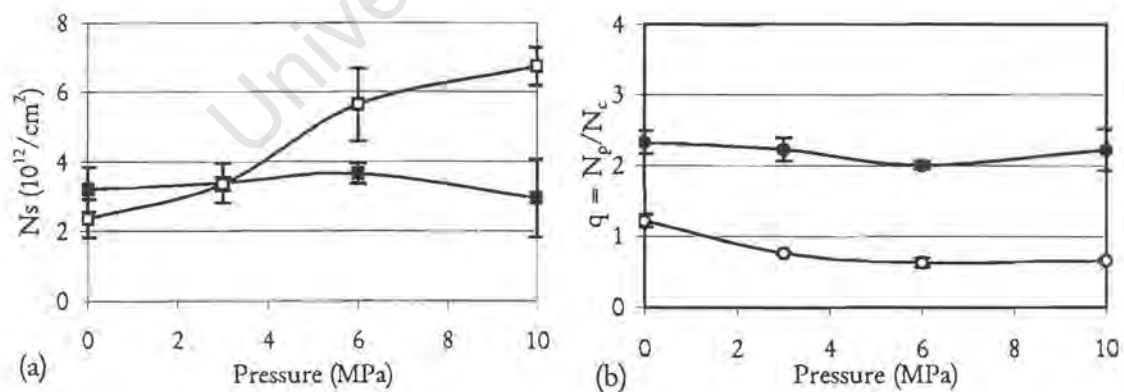 Univer
8
6
4
2
0
Ns (10¹²/cm²)
0 2 4 6 8 10
Pressure (MPa)
(a)
4
3
2
1
0
q = Nₚ/N꜀
0 2 4 6 8 10
Pressure (MPa)
(b)